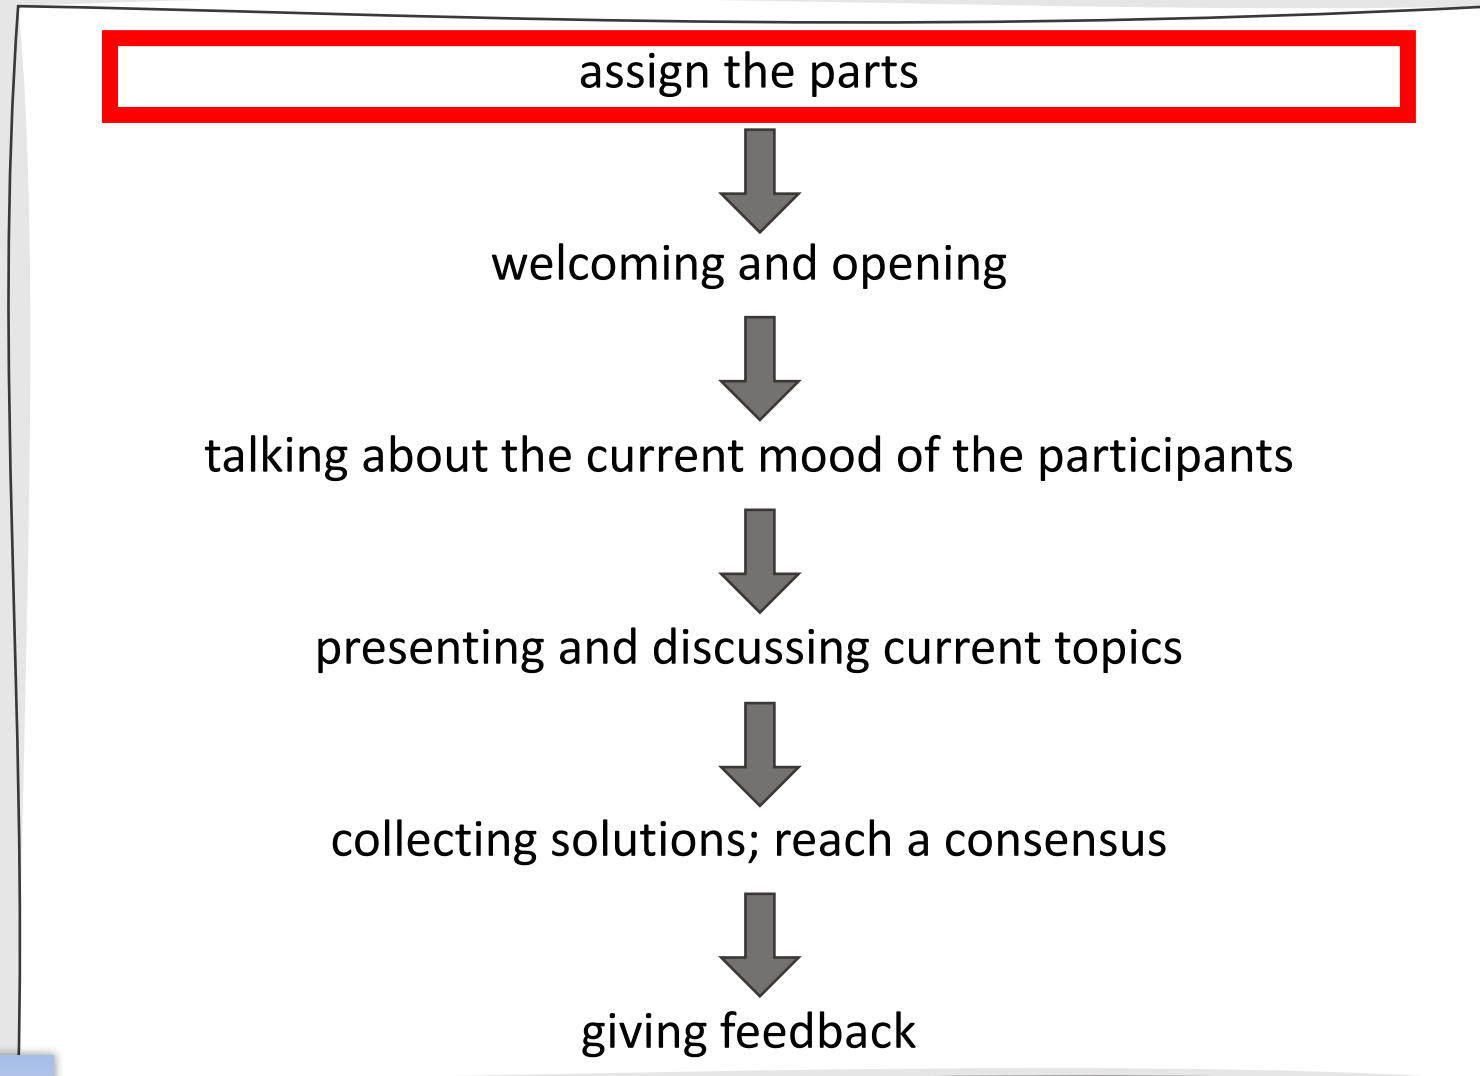 assign the parts
welcoming and opening
talking about the current mood of the participants
presenting and discussing current topics
collecting solutions; reach a consensus
giving feedback